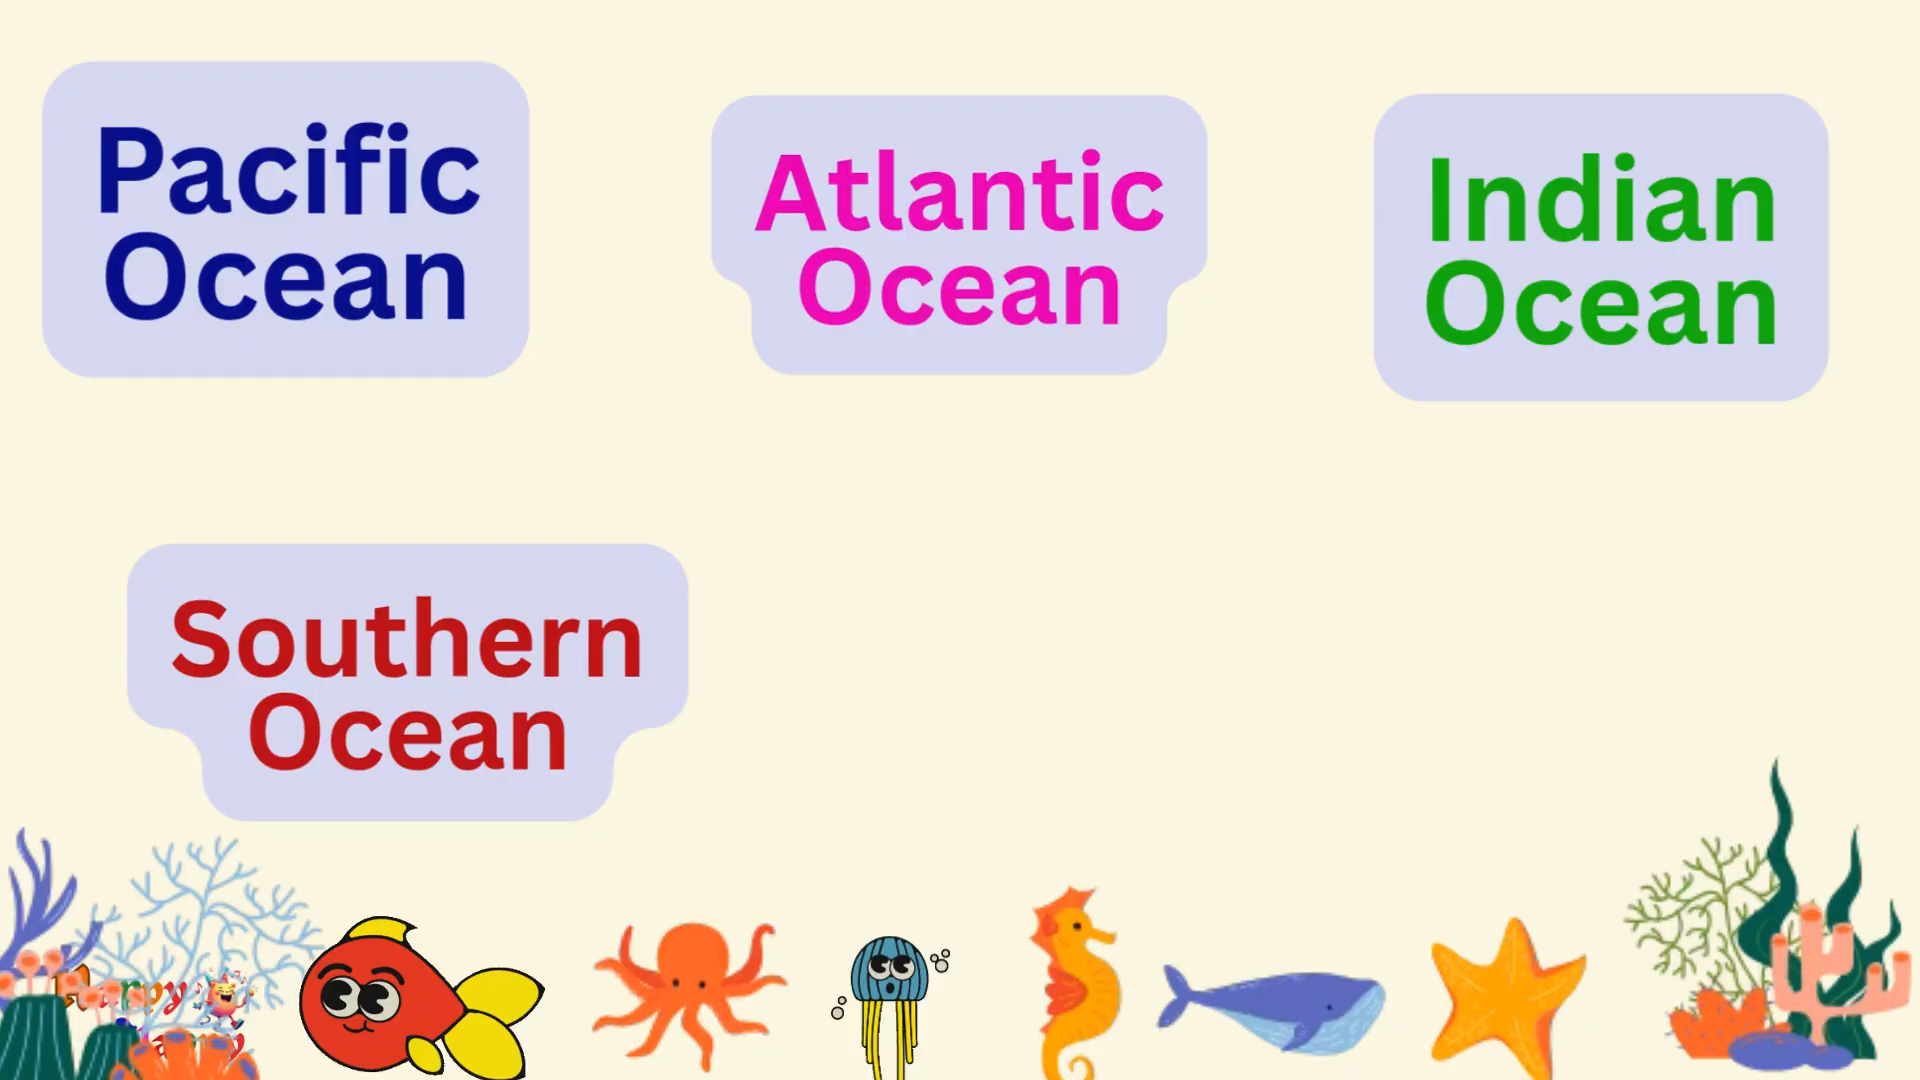 Pacific
Ocean
Atlantic
Ocean
Indian
Ocean
Southern
Ocean